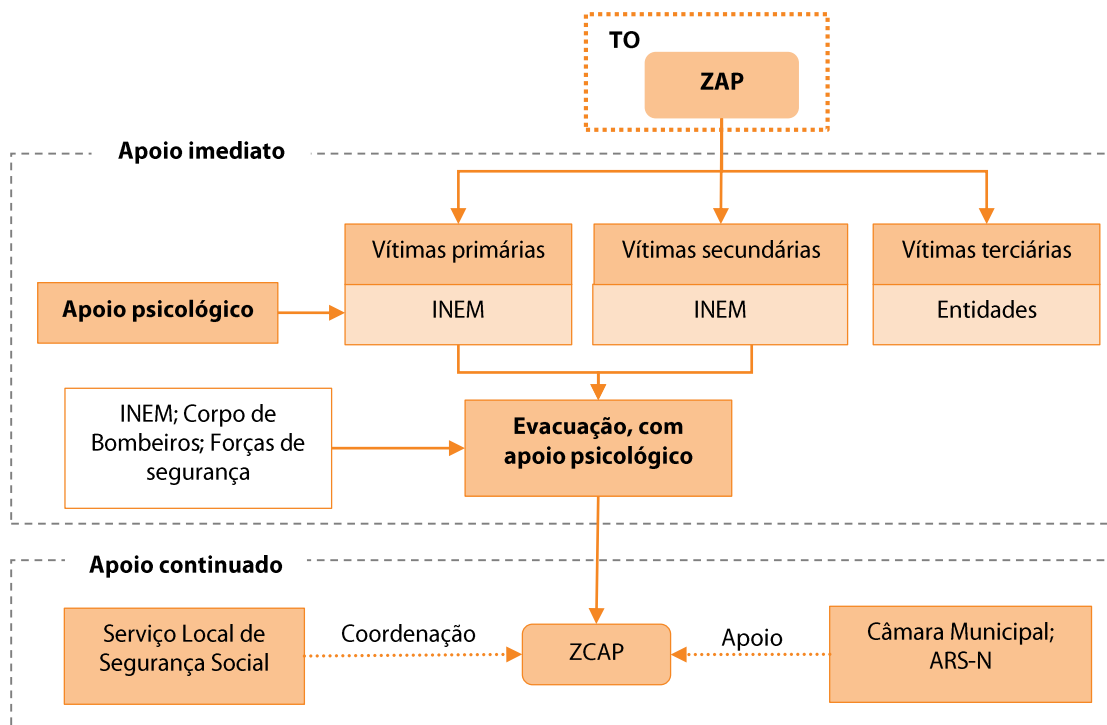 TO
ZAP
Apoio imediato
Vítimas primárias
Vítimas secundárias
Vítimas terciárias
Apoio psicológico
INEM
INEM
Entidades
INEM; Corpo de
Bombeiros; Forças de
segurança
Evacuação, com
apoio psicológico
Apoio continuado
Serviço Local de
Segurança Social
Coordenação
ZCAP
Apoio
Câmara Municipal;
ARS-N